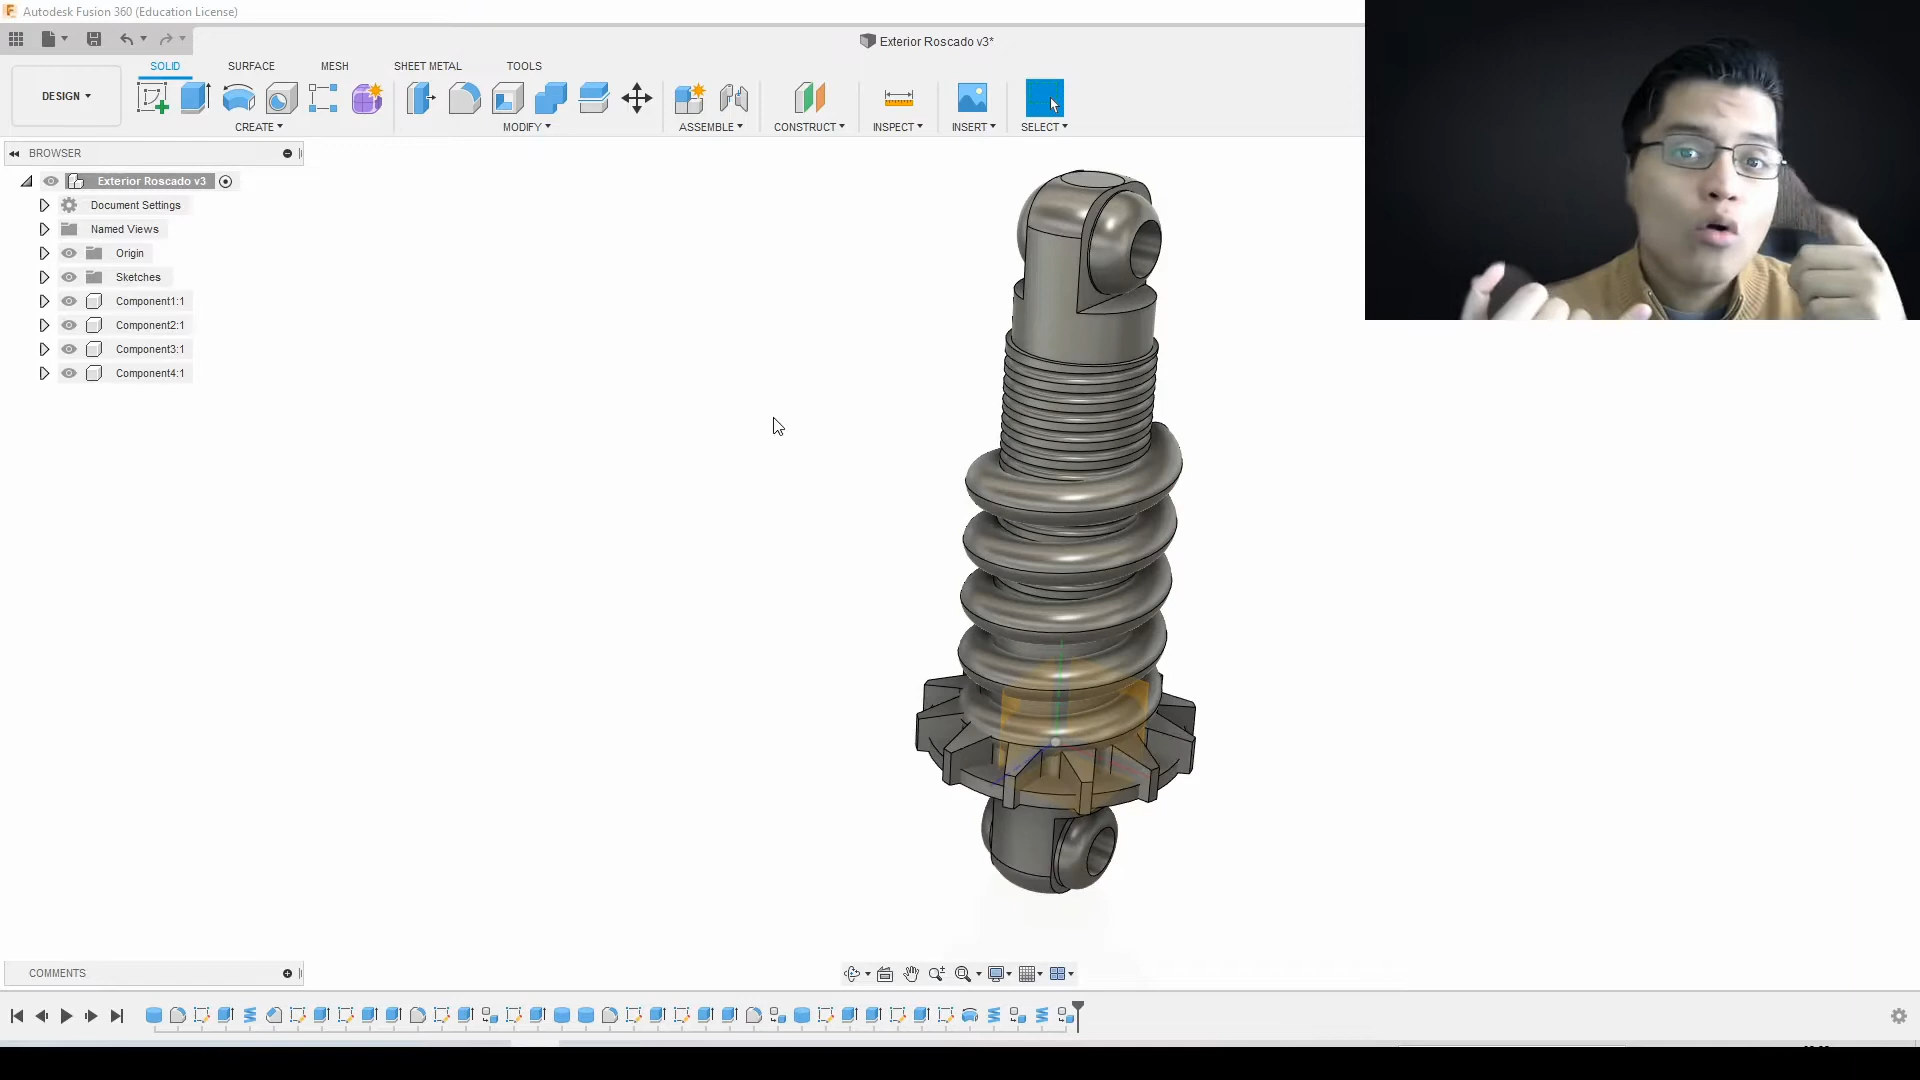 Autodesk Fusion 360 (Education License)
Exterior Roscado v3*
DESIGN
SOLID
SURFACE
MESH
SHEET METAL
TOOLS
CREATE
MODIFY
ASSEMBLE
CONSTRUCT
INSPECT
INSERT
SELECT
BROWSER
Exterior Roscado v3
Document Settings
Named Views
Origin
Sketches
Component1:1
Component2:1
Component3:1
Component4:1
COMMENTS